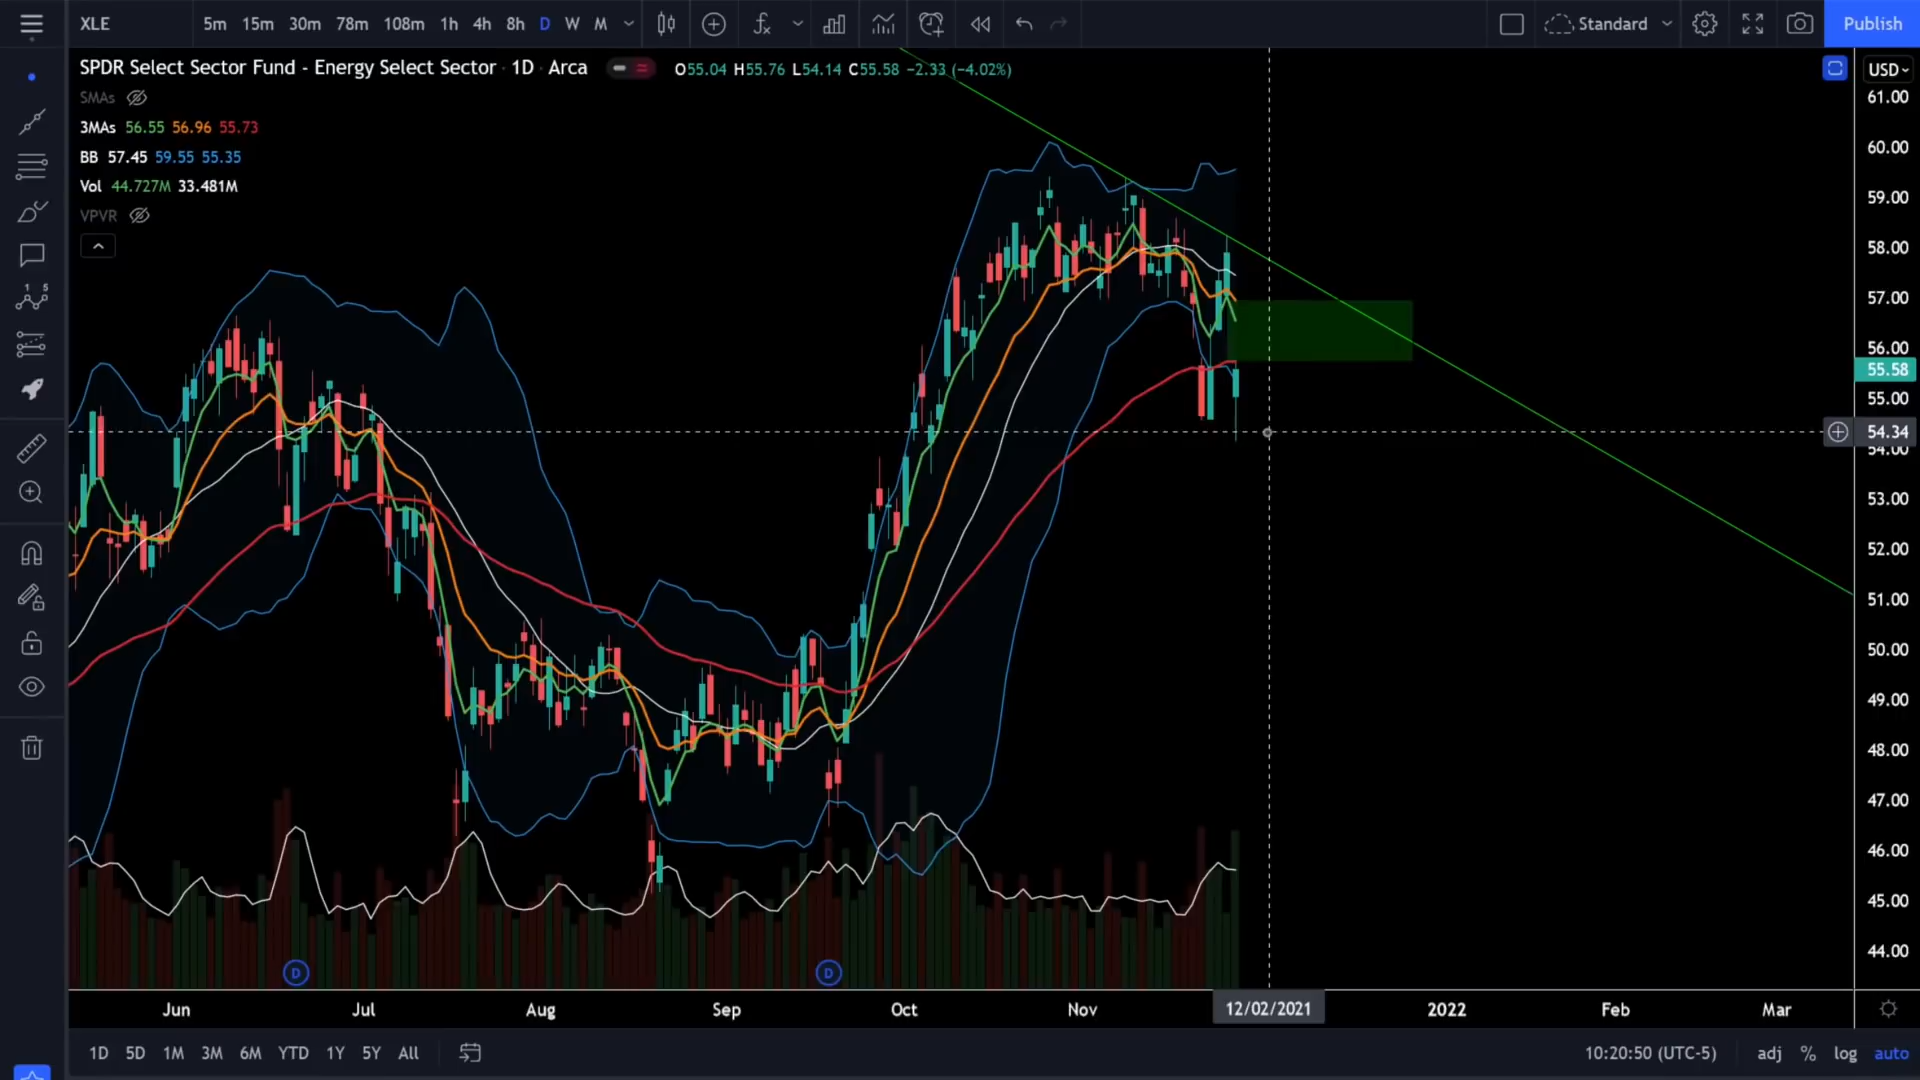 XLE
5m 15m 30m 78m 108m 1h 4h 8h D W M
Standard
Publish
SPDR Select Sector Fund - Energy Select Sector · 1D · Arca
O55.04 H55.76 L54.14 C55.58 −2.33 (−4.02%)
USD
SMAs
3MAs 56.55 56.96 55.73
BB 57.45 59.55 55.35
Vol 44.727M 33.481M
VPVR
61.00
60.00
59.00
58.00
57.00
56.00
55.58
55.00
54.34
54.00
53.00
52.00
51.00
50.00
49.00
48.00
47.00
46.00
45.00
44.00
1 5
D D
Jun Jul Aug Sep Oct Nov 12/02/2021 2022 Feb Mar
1D 5D 1M 3M 6M YTD 1Y 5Y All
10:20:50 (UTC-5) adj % log auto